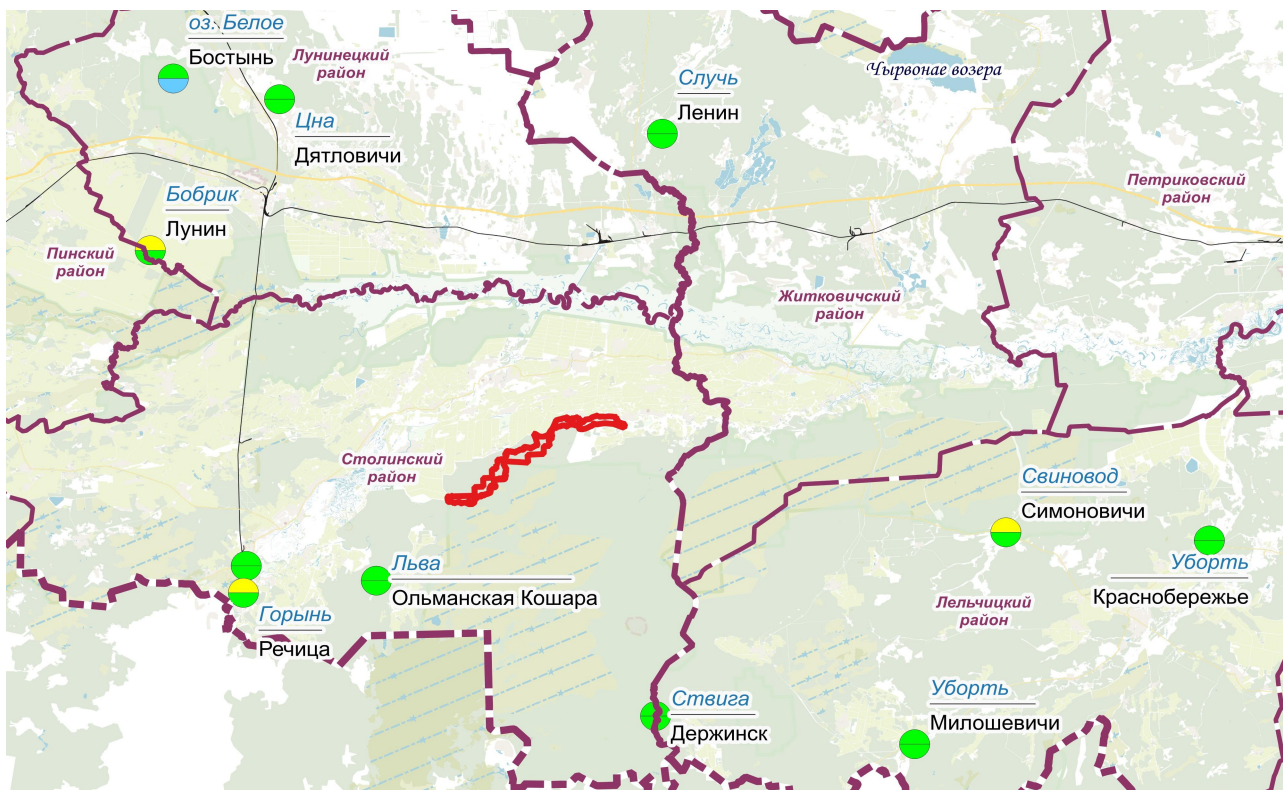 оз. Белое
Бостынь
Лунинецкий
район
Цна
Дятловичи
Случь
Ленин
Чырвонае возера
Петриковский
район
Бобрик
Лунин
Пинский
район
Житковичский
район
Столинский
район
Свиновод
Симоновичи
Уборть
Краснобережье
Льва
Ольманская Кошара
Горынь
Речица
Лельчицкий
район
Ствига
Держинск
Уборть
Милошевичи